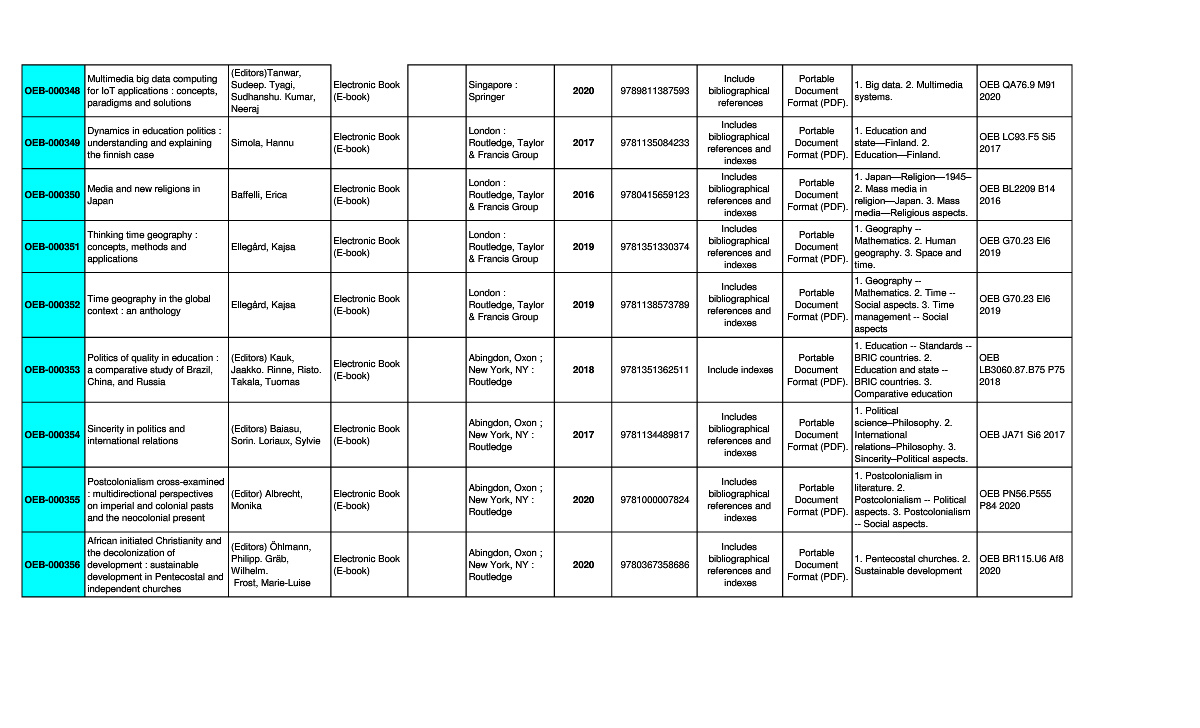 OEB-000348
Multimedia big data computing
for IoT applications : concepts,
paradigms and solutions
(Editors)Tanwar,
Sudeep. Tyagi,
Sudhanshu. Kumar,
Neeraj
Electronic Book
(E-book)
Singapore :
Springer
2020
9789811387593
Include
bibliographical
references
Portable
Document
Format (PDF).
1. Big data. 2. Multimedia
systems.
OEB QA76.9 M91
2020
OEB-000349
Dynamics in education politics :
understanding and explaining
the finnish case
Simola, Hannu
Electronic Book
(E-book)
London :
Routledge, Taylor
& Francis Group
2017
9781135084233
Includes
bibliographical
references and
indexes
Portable
Document
Format (PDF).
1. Education and
state—Finland. 2.
Education—Finland.
OEB LC93.F5 Si5
2017
OEB-000350
Media and new religions in
Japan
Baffelli, Erica
Electronic Book
(E-book)
London :
Routledge, Taylor
& Francis Group
2016
9780415659123
Includes
bibliographical
references and
indexes
Portable
Document
Format (PDF).
1. Japan—Religion—1945–
2. Mass media in
religion—Japan. 3. Mass
media—Religious aspects.
OEB BL2209 B14
2016
OEB-000351
Thinking time geography :
concepts, methods and
applications
Ellegård, Kajsa
Electronic Book
(E-book)
London :
Routledge, Taylor
& Francis Group
2019
9781351330374
Includes
bibliographical
references and
indexes
Portable
Document
Format (PDF).
1. Geography --
Mathematics. 2. Human
geography. 3. Space and
time.
OEB G70.23 El6
2019
OEB-000352
Time geography in the global
context : an anthology
Ellegård, Kajsa
Electronic Book
(E-book)
London :
Routledge, Taylor
& Francis Group
2019
9781138573789
Includes
bibliographical
references and
indexes
Portable
Document
Format (PDF).
1. Geography --
Mathematics. 2. Time --
Social aspects. 3. Time
management -- Social
aspects
OEB G70.23 El6
2019
OEB-000353
Politics of quality in education :
a comparative study of Brazil,
China, and Russia
(Editors) Kauk,
Jaakko. Rinne, Risto.
Takala, Tuomas
Electronic Book
(E-book)
Abingdon, Oxon ;
New York, NY :
Routledge
2018
9781351362511
Include indexes
Portable
Document
Format (PDF).
1. Education -- Standards --
BRIC countries. 2.
Education and state --
BRIC countries. 3.
Comparative education
OEB
LB3060.87.B75 P75
2018
OEB-000354
Sincerity in politics and
international relations
(Editors) Baiasu,
Sorin. Loriaux, Sylvie
Electronic Book
(E-book)
Abingdon, Oxon ;
New York, NY :
Routledge
2017
9781134489817
Includes
bibliographical
references and
indexes
Portable
Document
Format (PDF).
1. Political
science–Philosophy. 2.
International
relations–Philosophy. 3.
Sincerity–Political aspects.
OEB JA71 Si6 2017
OEB-000355
Postcolonialism cross-examined
: multidirectional perspectives
on imperial and colonial pasts
and the neocolonial present
(Editor) Albrecht,
Monika
Electronic Book
(E-book)
Abingdon, Oxon ;
New York, NY :
Routledge
2020
9781000007824
Includes
bibliographical
references and
indexes
Portable
Document
Format (PDF).
1. Postcolonialism in
literature. 2.
Postcolonialism -- Political
aspects. 3. Postcolonialism
-- Social aspects.
OEB PN56.P555
P84 2020
OEB-000356
African initiated Christianity and
the decolonization of
development : sustainable
development in Pentecostal and
independent churches
(Editors) Öhlmann,
Philipp. Gräb,
Wilhelm.
Frost, Marie-Luise
Electronic Book
(E-book)
Abingdon, Oxon ;
New York, NY :
Routledge
2020
9780367358686
Includes
bibliographical
references and
indexes
Portable
Document
Format (PDF).
1. Pentecostal churches. 2.
Sustainable development
OEB BR115.U6 Af8
2020